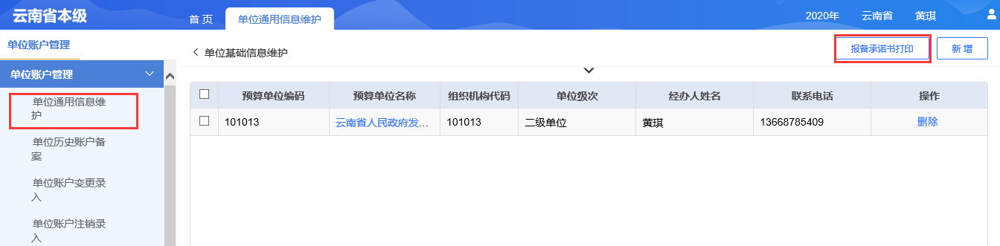 云南省本级
首 页
单位通用信息维护
2020年
云南省
黄琪
单位账户管理
单位基础信息维护
报备承诺书打印
新 增
单位账户管理
单位通用信息维
护
单位历史账户备
案
单位账户变更录
入
单位账户注销录
入
预算单位编码 预算单位名称 组织机构代码 单位级次 经办人姓名 联系电话 操作
101013 云南省人民政府发... 101013 二级单位 黄琪 13668785409 删除